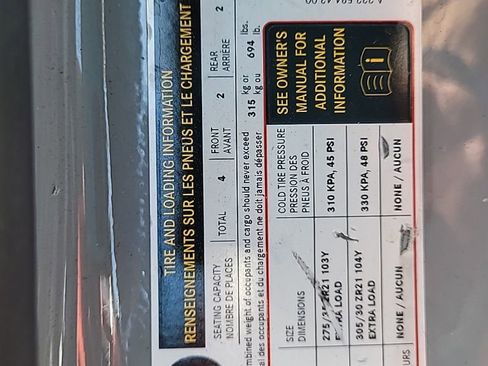 TIRE AND LOADING INFORMATION
RENSEIGNEMENTS SUR LES PNEUS ET LE CHARGEMENT
SEATING CAPACITY
NOMBRE DE PLACES
TOTAL 4
FRONT
AVANT 2
REAR
ARRIÈRE 2
mbined weight of occupants and cargo should never exceed 315 kg or 694 lbs.
al des occupants et du chargement ne doit jamais dépasser kg ou lb.
SIZE
DIMENSIONS
COLD TIRE PRESSURE
PRESSION DES
PNEUS À FROID
ZR21 103Y
LOAD
310 KPA, 45 PSI
305/30 ZR21 104Y
EXTRA LOAD
330 KPA, 48 PSI
NONE / AUCUN
NONE / AUCUN
SEE OWNER'S
MANUAL FOR
ADDITIONAL
INFORMATION